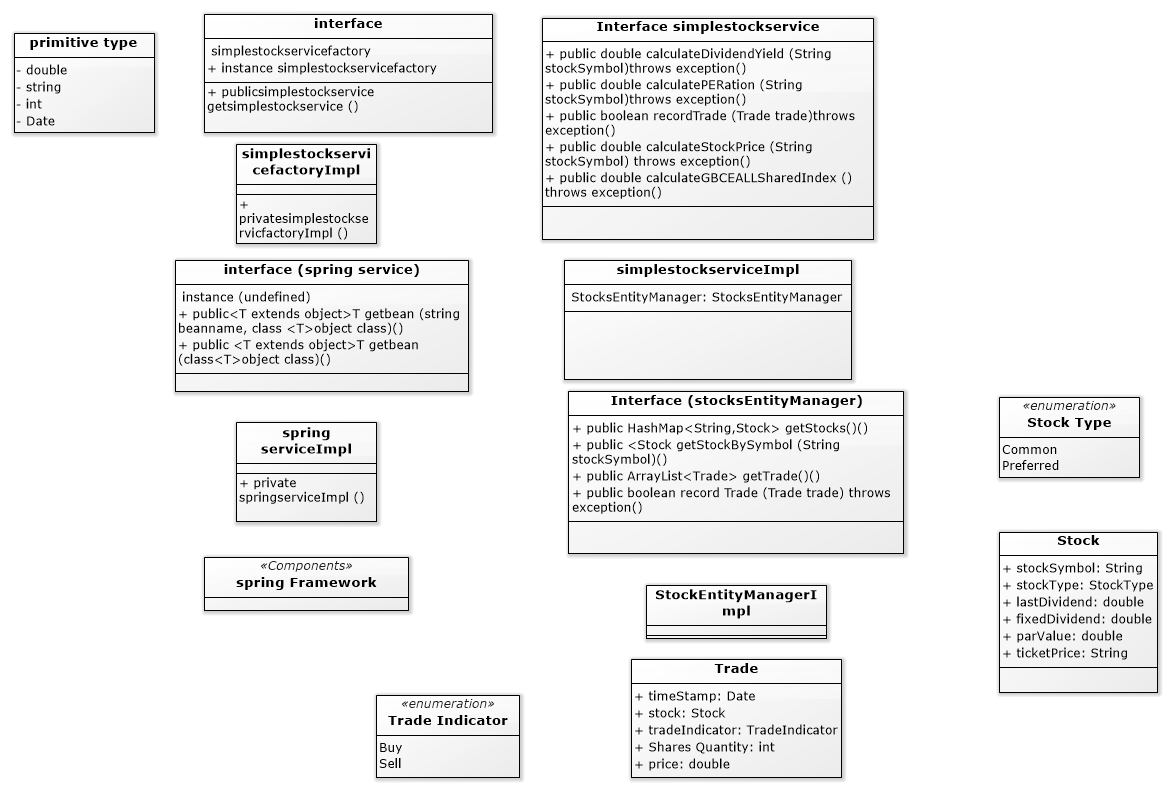 primitive type
- double
- string
- int
- Date
interface
simplestockservicefactory
+ instance simplestockservicefactory
+ publicsimplestockservice
getsimplestockservice ()
Interface simplestockservice
+ public double calculateDividendYield (String
stockSymbol)throws exception()
+ public double calculatePERation (String
stockSymbol)throws exception()
+ public boolean recordTrade (Trade trade)throws
exception()
+ public double calculateStockPrice (String
stockSymbol) throws exception()
+ public double calculateGBCEALLSharedIndex ()
throws exception()
simplestockservi
cefactoryImpl
+
privatesimplestockse
rvicfactoryImpl ()
interface (spring service)
instance (undefined)
+ public<T extends object>T getbean (string
beanname, class <T>object class)()
+ public <T extends object>T getbean
(class<T>object class)()
simplestockserviceImpl
StocksEntityManager: StocksEntityManager
Interface (stocksEntityManager)
+ public HashMap<String,Stock> getStocks()()
+ public <Stock getStockBySymbol (String
stockSymbol)()
+ public ArrayList<Trade> getTrade()()
+ public boolean record Trade (Trade trade) throws
exception()
«enumeration»
Stock Type
Common
Preferred
spring
serviceImpl
+ private
springserviceImpl ()
«Components»
spring Framework
Stock
+ stockSymbol: String
+ stockType: StockType
+ lastDividend: double
+ fixedDividend: double
+ parValue: double
+ ticketPrice: String
StockEntityManagerI
mpl
Trade
+ timeStamp: Date
+ stock: Stock
+ tradeIndicator: TradeIndicator
+ Shares Quantity: int
+ price: double
«enumeration»
Trade Indicator
Buy
Sell